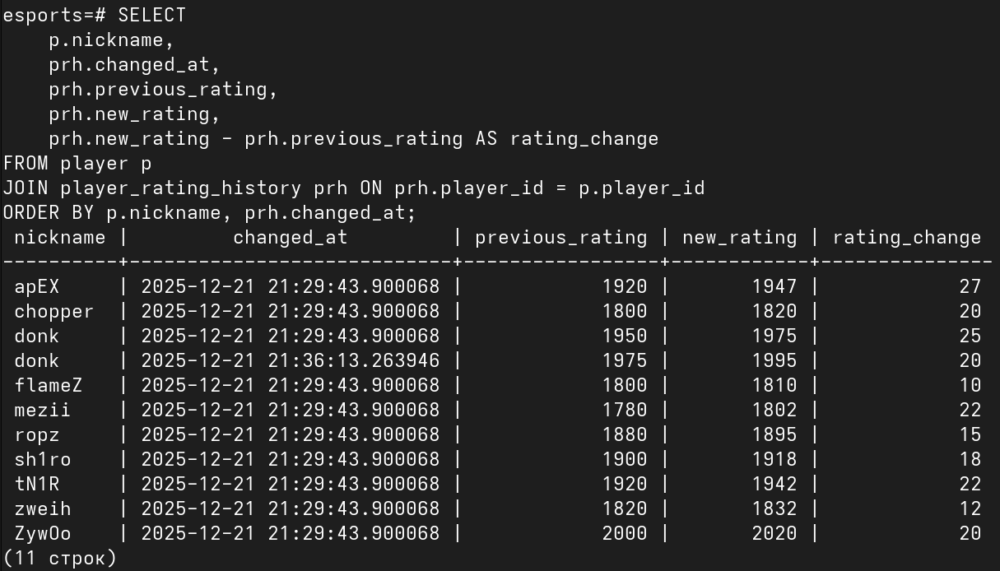 esports=# SELECT
    p.nickname,
    prh.changed_at,
    prh.previous_rating,
    prh.new_rating,
    prh.new_rating - prh.previous_rating AS rating_change
FROM player p
JOIN player_rating_history prh ON prh.player_id = p.player_id
ORDER BY p.nickname, prh.changed_at;
 nickname |         changed_at         | previous_rating | new_rating | rating_change
----------+----------------------------+-----------------+------------+---------------
 apEX     | 2025-12-21 21:29:43.900068 |            1920 |       1947 |            27
 chopper  | 2025-12-21 21:29:43.900068 |            1800 |       1820 |            20
 donk     | 2025-12-21 21:29:43.900068 |            1950 |       1975 |            25
 donk     | 2025-12-21 21:36:13.263946 |            1975 |       1995 |            20
 flameZ   | 2025-12-21 21:29:43.900068 |            1800 |       1810 |            10
 mezii    | 2025-12-21 21:29:43.900068 |            1780 |       1802 |            22
 ropz     | 2025-12-21 21:29:43.900068 |            1880 |       1895 |            15
 sh1ro    | 2025-12-21 21:29:43.900068 |            1900 |       1918 |            18
 tN1R     | 2025-12-21 21:29:43.900068 |            1920 |       1942 |            22
 zweih    | 2025-12-21 21:29:43.900068 |            1820 |       1832 |            12
 ZywOo    | 2025-12-21 21:29:43.900068 |            2000 |       2020 |            20
(11 строк)